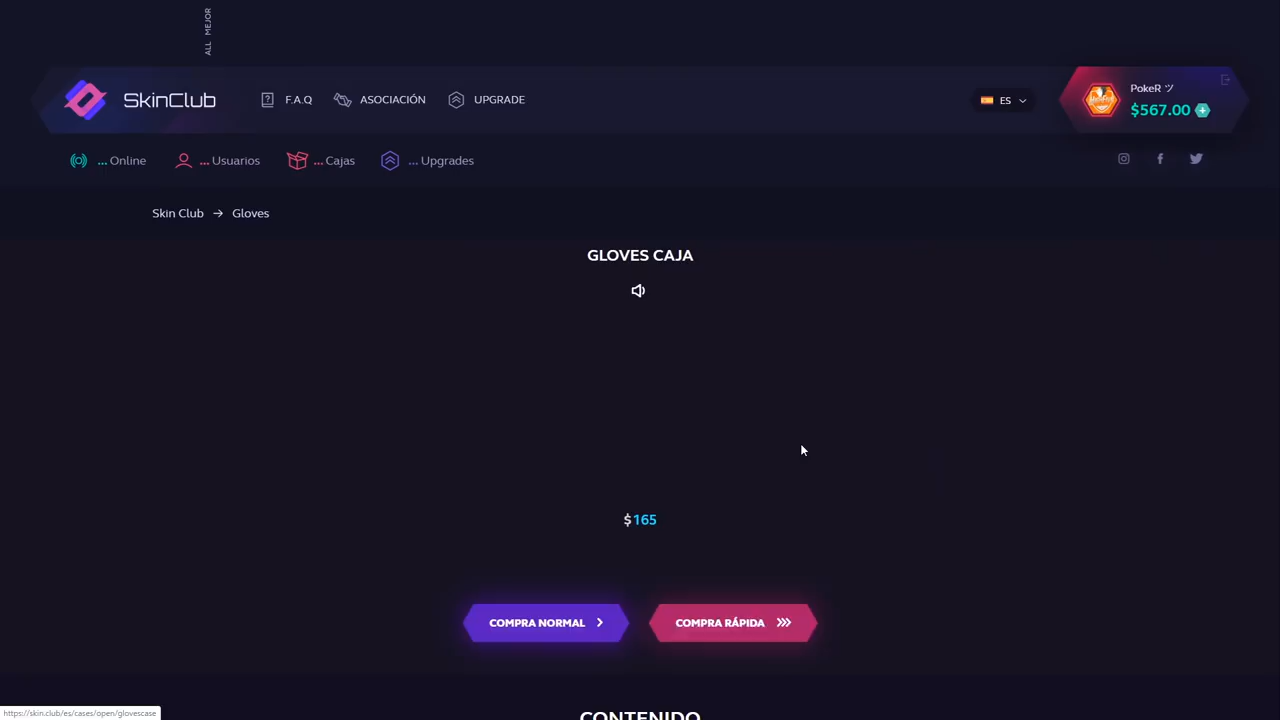 ALL MEJOR
SkinClub
F.A.Q
ASOCIACIÓN
UPGRADE
ES
PokeR ツ
$567.00
... Online
... Usuarios
... Cajas
... Upgrades
Skin Club → Gloves
GLOVES CAJA
$165
COMPRA NORMAL
COMPRA RÁPIDA
CONTENIDO
https://skin.club/es/cases/open/glovescase